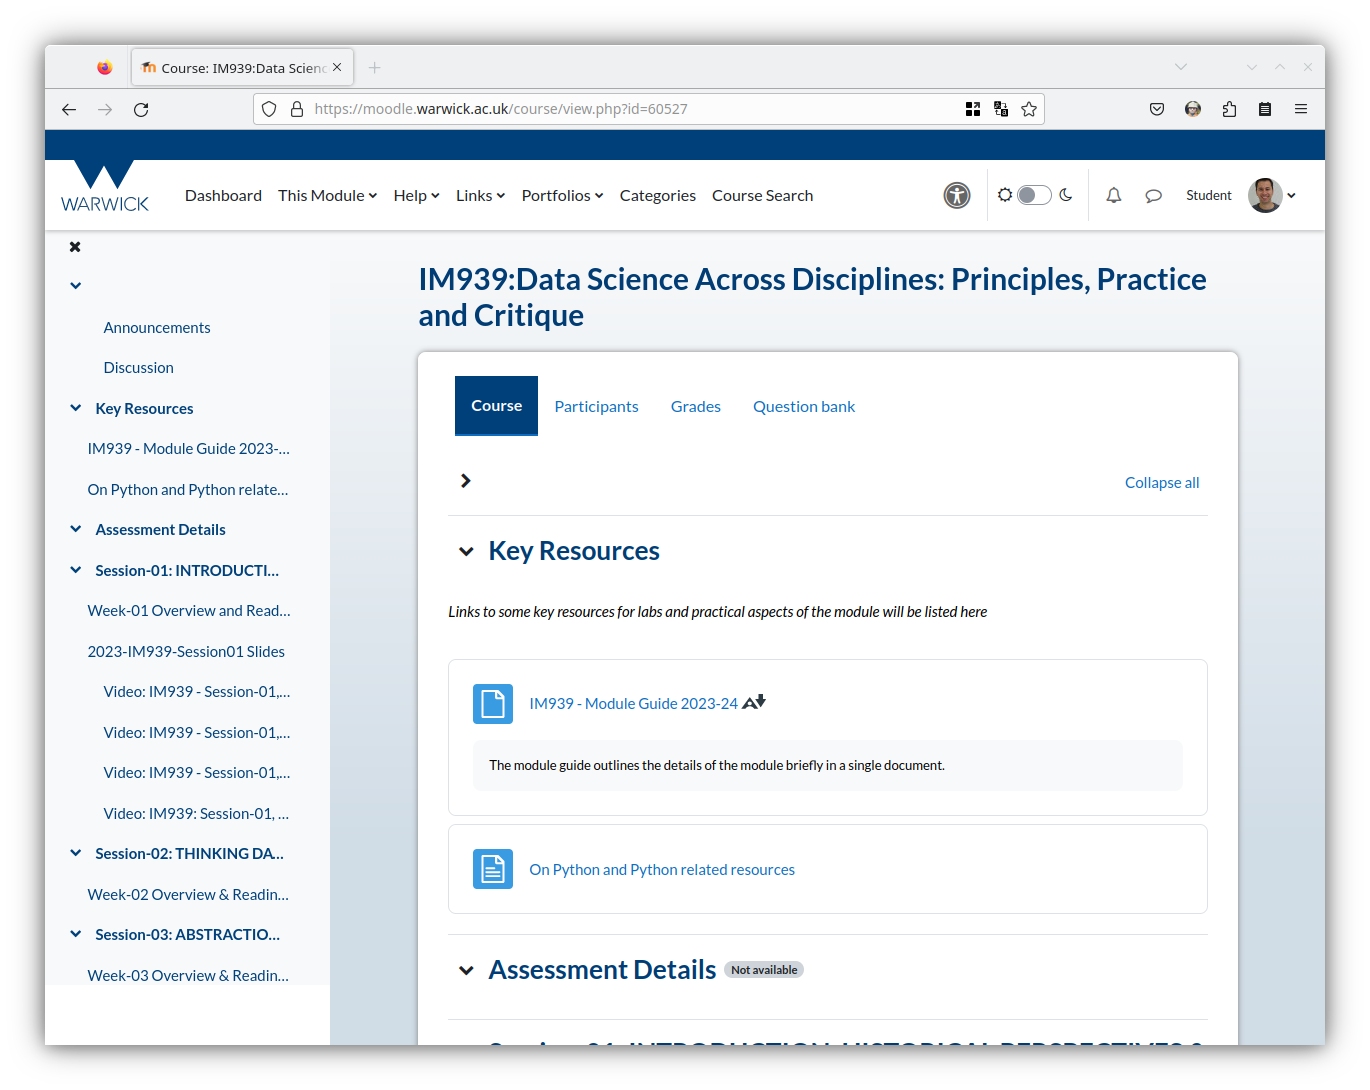 Course: IM939:Data Scienc
https://moodle.warwick.ac.uk/course/view.php?id=60527
WARWICK
Dashboard This Module Help Links Portfolios Categories Course Search
Student
Announcements
Discussion
Key Resources
IM939 - Module Guide 2023-...
On Python and Python relate...
Assessment Details
Session-01: INTRODUCTI...
Week-01 Overview and Read...
2023-IM939-Session01 Slides
Video: IM939 - Session-01,...
Video: IM939 - Session-01,...
Video: IM939 - Session-01,...
Video: IM939: Session-01, ...
Session-02: THINKING DA...
Week-02 Overview & Readin...
Session-03: ABSTRACTIO...
Week-03 Overview & Readin...
IM939:Data Science Across Disciplines: Principles, Practice
and Critique
Course Participants Grades Question bank
Collapse all
Key Resources
Links to some key resources for labs and practical aspects of the module will be listed here
IM939 - Module Guide 2023-24
The module guide outlines the details of the module briefly in a single document.
On Python and Python related resources
Assessment Details Not available